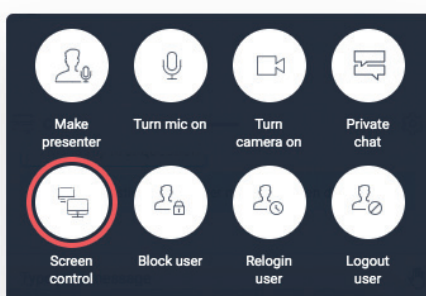 Make
presenter
Turn mic on
Turn
camera on
Private
chat
Screen
control
Block user
Relogin
user
Logout
user